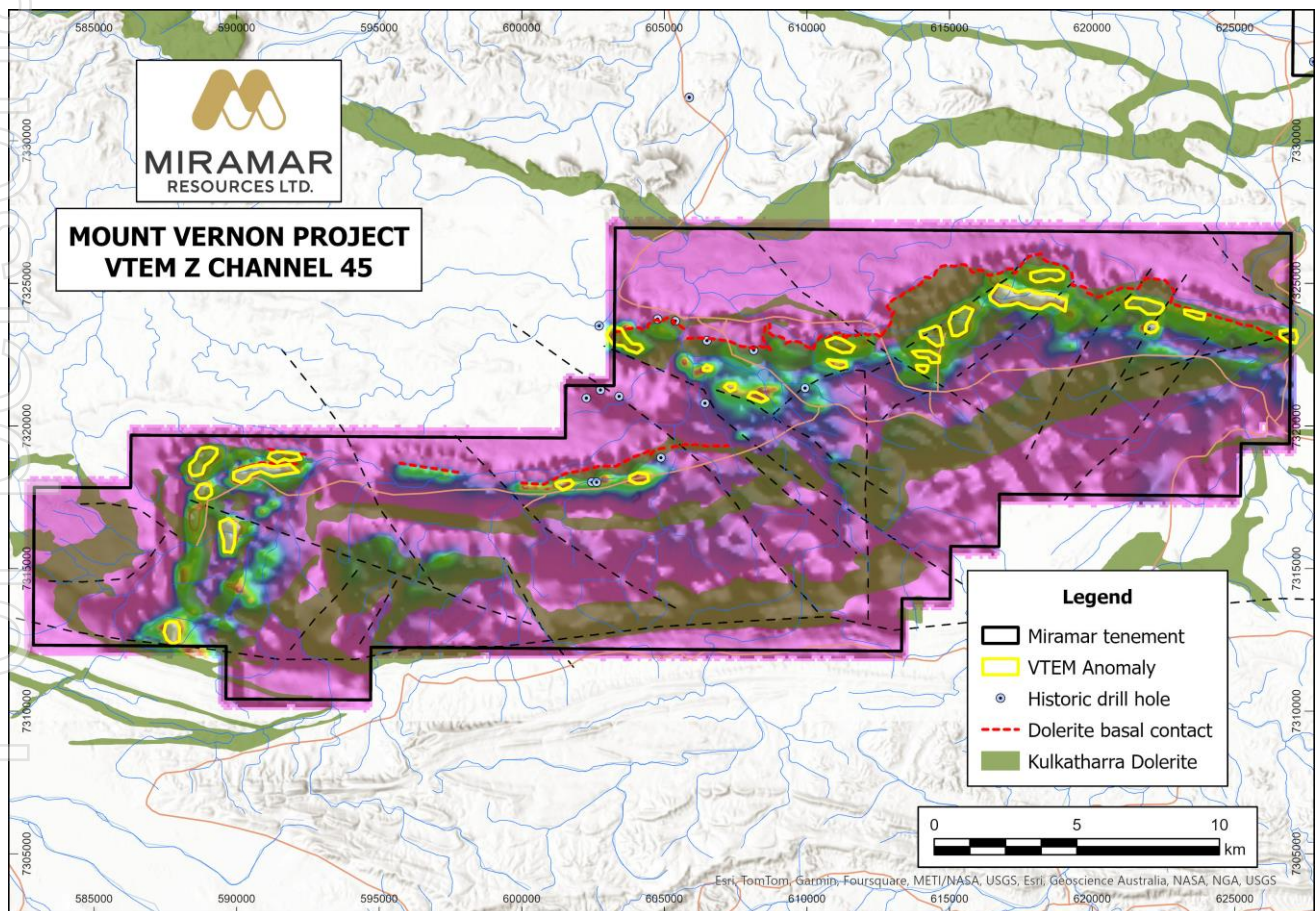 585000 590000 595000 600000 605000 610000 615000 620000 625000
MIRAMAR
RESOURCES LTD.
MOUNT VERNON PROJECT
VTEM Z CHANNEL 45
7330000
7325000
7320000
7315000
7310000
7305000
7330000
7325000
7320000
7315000
7310000
7305000
Legend
Miramar tenement
VTEM Anomaly
Historic drill hole
Dolerite basal contact
Kulkatharra Dolerite
0 5 10
km
Esri, TomTom, Garmin, Foursquare, METI/NASA, USGS, Esri, Geoscience Australia, NASA, NGA, USGS
585000 590000 595000 600000 605000 610000 615000 620000 625000